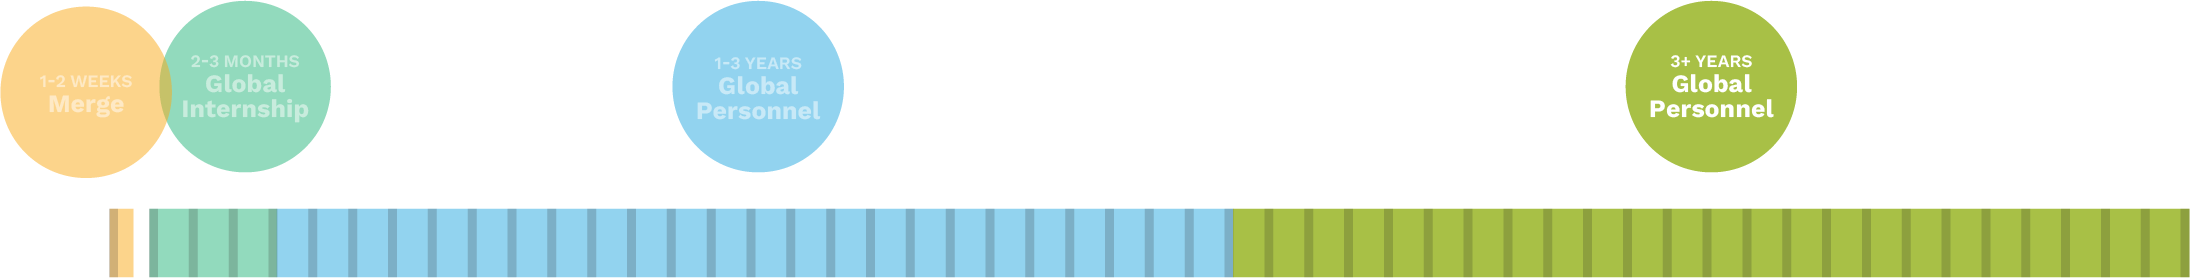 1-2 WEEKS
Merge
2-3 MONTHS
Global
Internship
1-3 YEARS
Global
Personnel
3+ YEARS
Global
Personnel